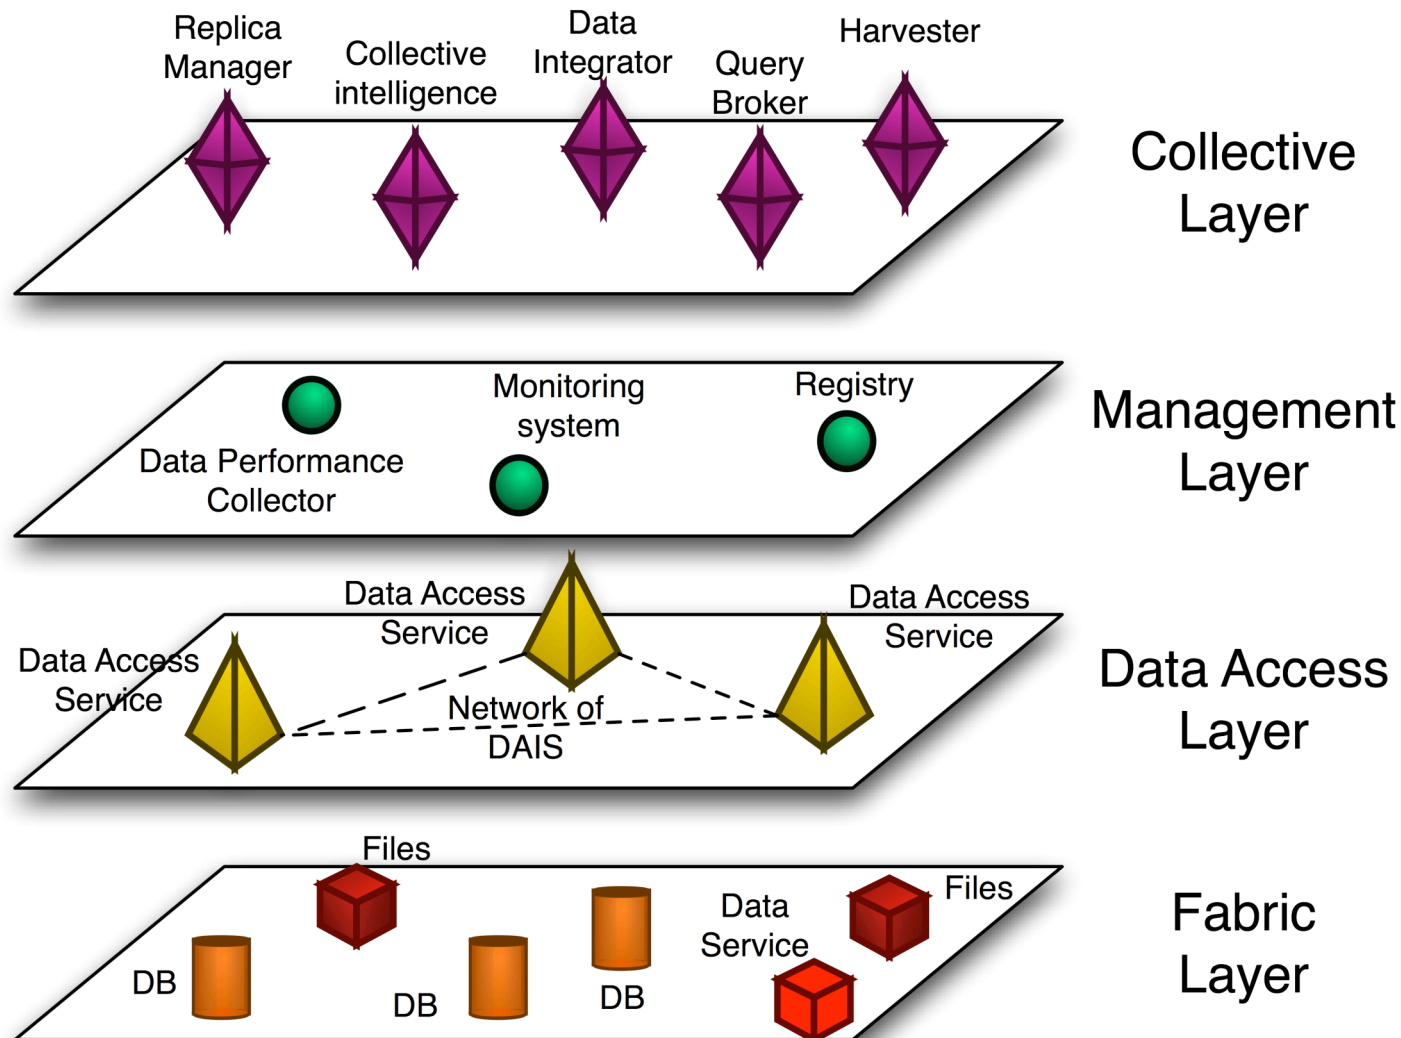 Replica
Manager
Collective
intelligence
Data
Integrator
Query
Broker
Harvester
Collective
Layer
Data Performance
Collector
Monitoring
system
Registry
Management
Layer
Data Access
Service
Data Access
Service
Data Access
Service
Network of
DAIS
Data Access
Layer
Files
DB
DB
DB
Data
Service
Files
Fabric
Layer